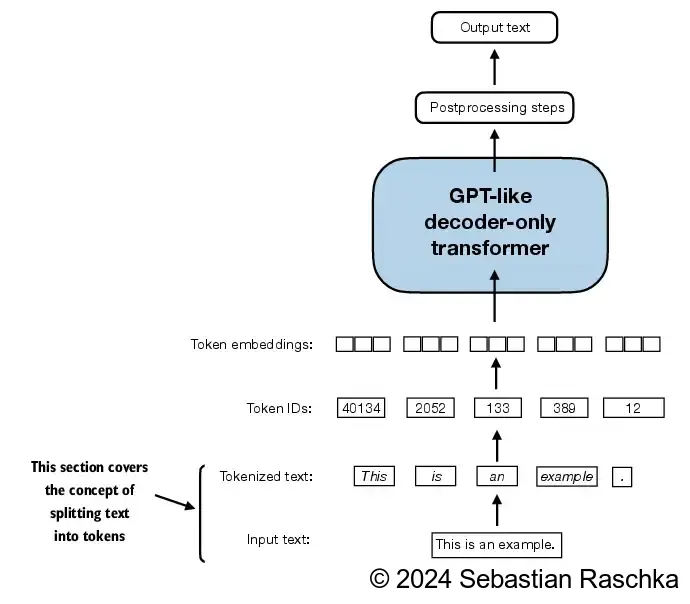 Output text
Postprocessing steps
GPT-like
decoder-only
transformer
Token embeddings:
Token IDs: 40134 2052 133 389 12
This section covers
the concept of
splitting text
into tokens
Tokenized text: This is an example .
Input text: This is an example.
© 2024 Sebastian Raschka